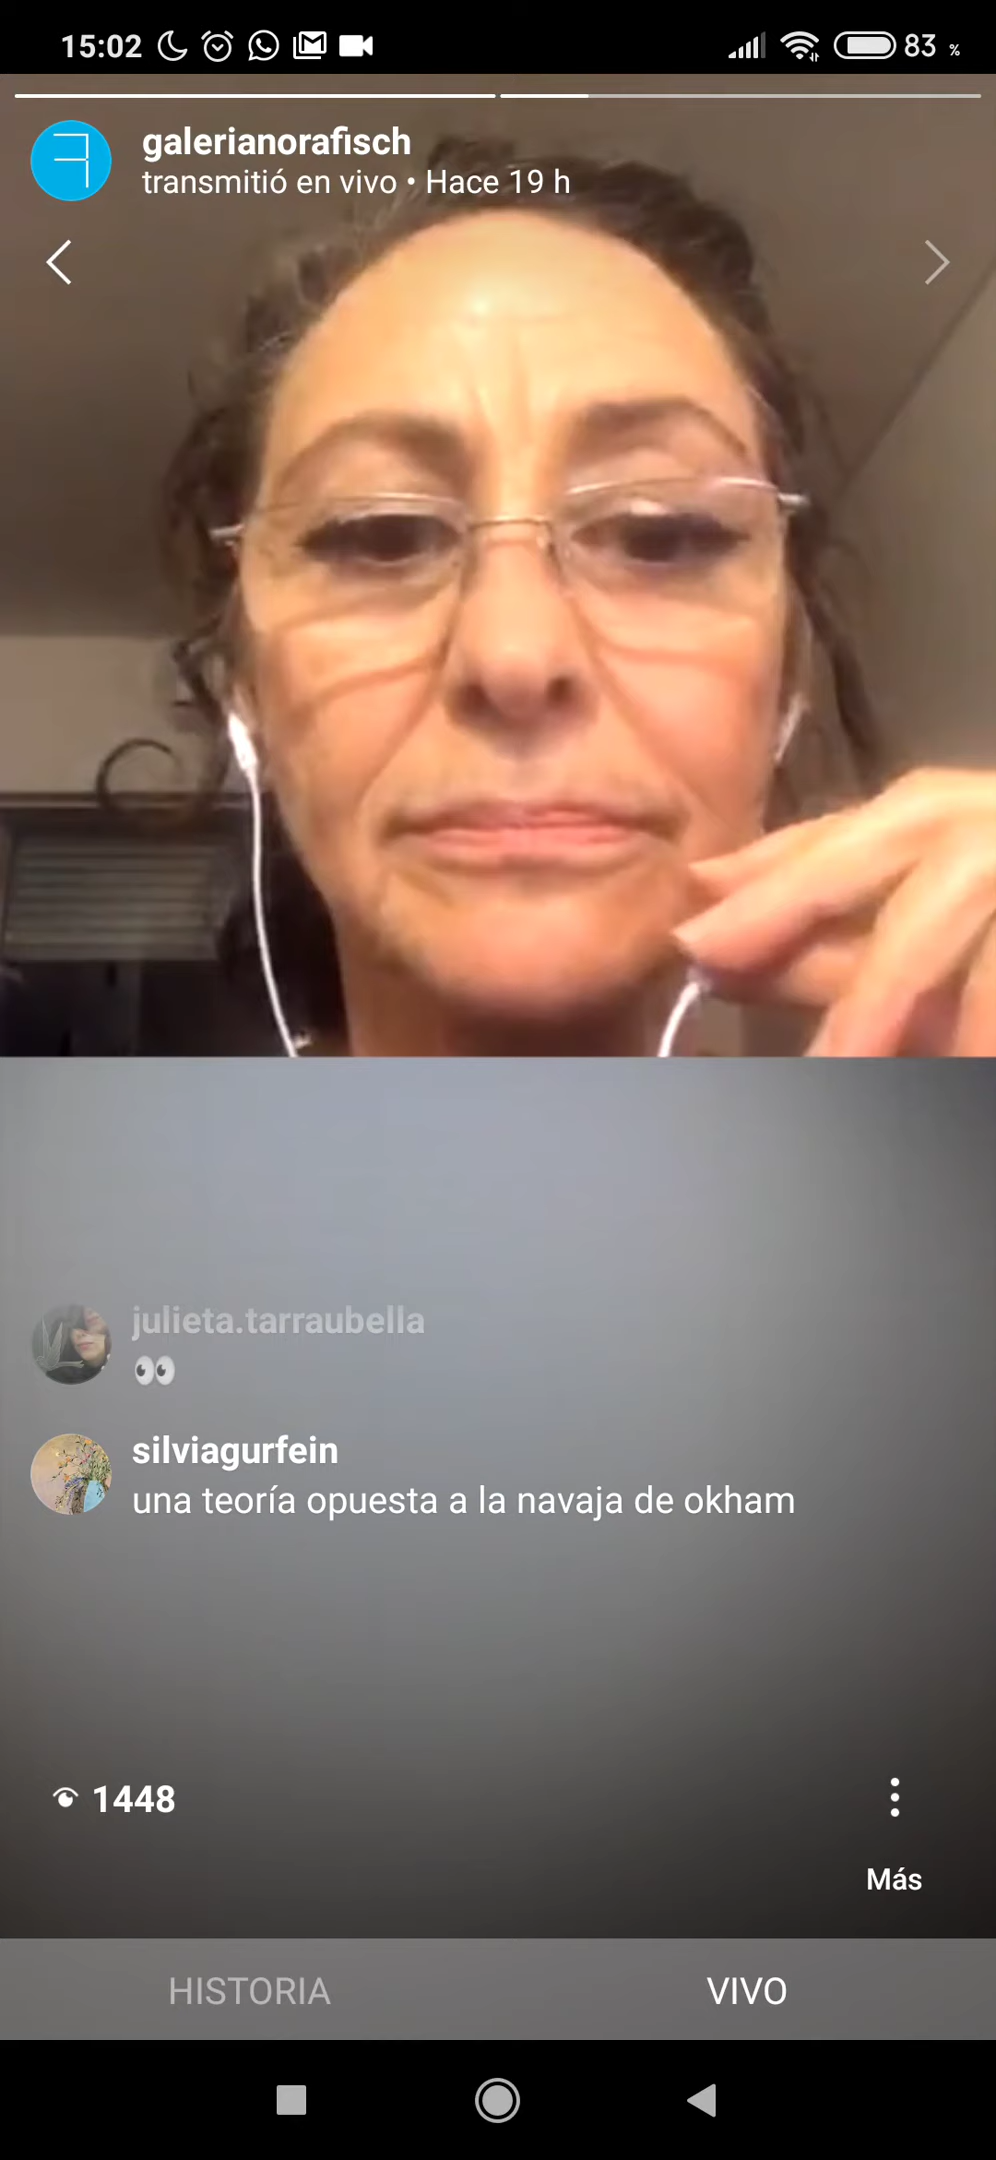 15:02 83 %
galerianorafisch
transmitió en vivo • Hace 19 h
julieta.tarraubella
👀
silviagurfein
una teoría opuesta a la navaja de okham
1448
Más
HISTORIA VIVO